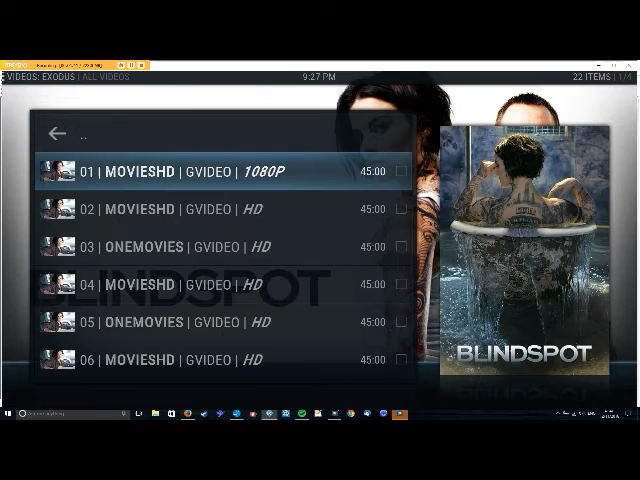 VIDEOS: EXODUS | ALL VIDEOS
9:27 PM
22 ITEMS | 1/4
..
01 | MOVIESHD | GVIDEO | 1080P 45:00
02 | MOVIESHD | GVIDEO | HD 45:00
03 | ONEMOVIES | GVIDEO | HD 45:00
04 | MOVIESHD | GVIDEO | HD 45:00
05 | ONEMOVIES | GVIDEO | HD 45:00
06 | MOVIESHD | GVIDEO | HD 45:00
BLINDSPOT
BLINDSPOT
ENG